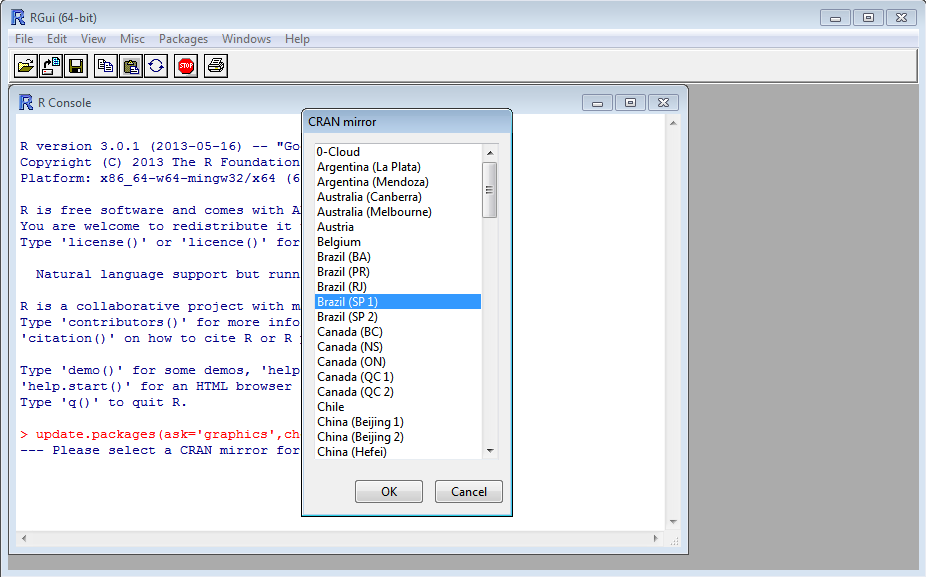 RGui (64-bit)
File Edit View Misc Packages Windows Help
STOP
R Console
R version 3.0.1 (2013-05-16) -- "Go
Copyright (C) 2013 The R Foundation
Platform: x86_64-w64-mingw32/x64 (6
R is free software and comes with A
You are welcome to redistribute it
Type 'license()' or 'licence()' for
Natural language support but runn
R is a collaborative project with m
Type 'contributors()' for more info
'citation()' on how to cite R or R
Type 'demo()' for some demos, 'help
'help.start()' for an HTML browser
Type 'q()' to quit R.
> update.packages(ask='graphics',ch
--- Please select a CRAN mirror for
CRAN mirror
0-Cloud
Argentina (La Plata)
Argentina (Mendoza)
Australia (Canberra)
Australia (Melbourne)
Austria
Belgium
Brazil (BA)
Brazil (PR)
Brazil (RJ)
Brazil (SP 1)
Brazil (SP 2)
Canada (BC)
Canada (NS)
Canada (ON)
Canada (QC 1)
Canada (QC 2)
Chile
China (Beijing 1)
China (Beijing 2)
China (Hefei)
OK Cancel